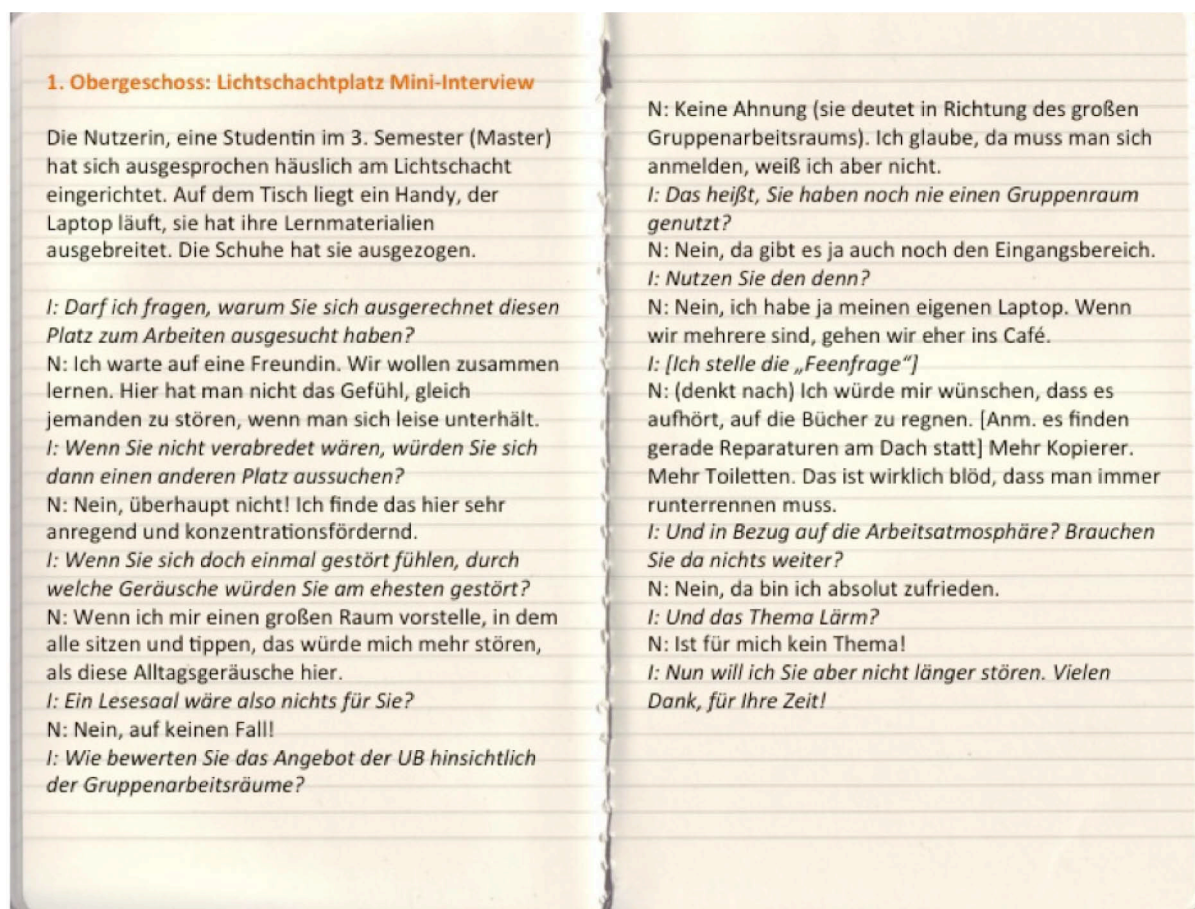 1. Obergeschoss: Lichtschachtplatz Mini-Interview
Die Nutzerin, eine Studentin im 3. Semester (Master)
hat sich ausgesprochen häuslich am Lichtschacht
eingerichtet. Auf dem Tisch liegt ein Handy, der
Laptop läuft, sie hat ihre Lernmaterialien
ausgebreitet. Die Schuhe hat sie ausgezogen.
I: Darf ich fragen, warum Sie sich ausgerechnet diesen
Platz zum Arbeiten ausgesucht haben?
N: Ich warte auf eine Freundin. Wir wollen zusammen
lernen. Hier hat man nicht das Gefühl, gleich
jemanden zu stören, wenn man sich leise unterhält.
I: Wenn Sie nicht verabredet wären, würden Sie sich
dann einen anderen Platz aussuchen?
N: Nein, überhaupt nicht! Ich finde das hier sehr
anregend und konzentrationsfördernd.
I: Wenn Sie sich doch einmal gestört fühlen, durch
welche Geräusche würden Sie am ehesten gestört?
N: Wenn ich mir einen großen Raum vorstelle, in dem
alle sitzen und tippen, das würde mich mehr stören,
als diese Alltagsgeräusche hier.
I: Ein Lesesaal wäre also nichts für Sie?
N: Nein, auf keinen Fall!
I: Wie bewerten Sie das Angebot der UB hinsichtlich
der Gruppenarbeitsräume?
N: Keine Ahnung (sie deutet in Richtung des großen
Gruppenarbeitsraums). Ich glaube, da muss man sich
anmelden, weiß ich aber nicht.
I: Das heißt, Sie haben noch nie einen Gruppenraum
genutzt?
N: Nein, da gibt es ja auch noch den Eingangsbereich.
I: Nutzen Sie den denn?
N: Nein, ich habe ja meinen eigenen Laptop. Wenn
wir mehrere sind, gehen wir eher ins Café.
I: [Ich stelle die „Feenfrage“]
N: (denkt nach) Ich würde mir wünschen, dass es
aufhört, auf die Bücher zu regnen. [Anm. es finden
gerade Reparaturen am Dach statt] Mehr Kopierer.
Mehr Toiletten. Das ist wirklich blöd, dass man immer
runterrennen muss.
I: Und in Bezug auf die Arbeitsatmosphäre? Brauchen
Sie da nichts weiter?
N: Nein, da bin ich absolut zufrieden.
I: Und das Thema Lärm?
N: Ist für mich kein Thema!
I: Nun will ich Sie aber nicht länger stören. Vielen
Dank, für Ihre Zeit!